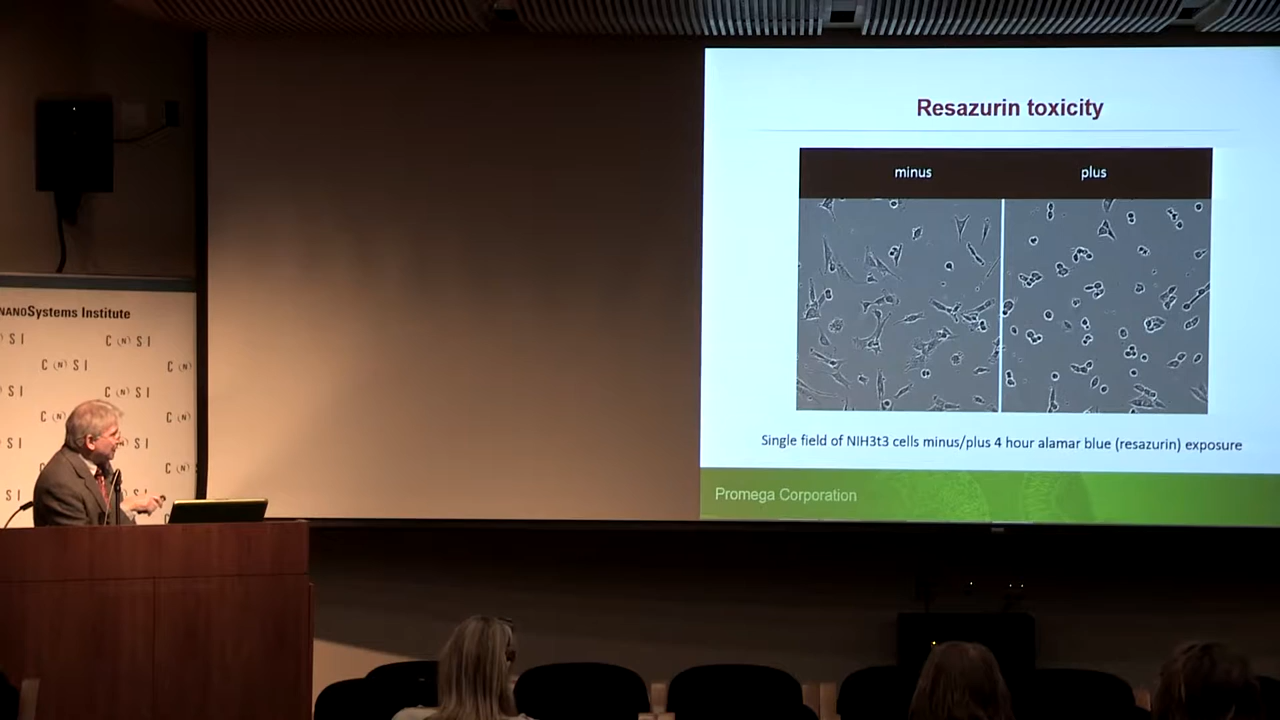 Resazurin toxicity
minus
plus
Single field of NIH3t3 cells minus/plus 4 hour alamar blue (resazurin) exposure
Promega Corporation
NANOSystems Institute
S I
C (N) S I
C (N) S I
C (N)
S I
C (N) S I
C (N)
C (N)
S I
S I
C (N)
S I
S I